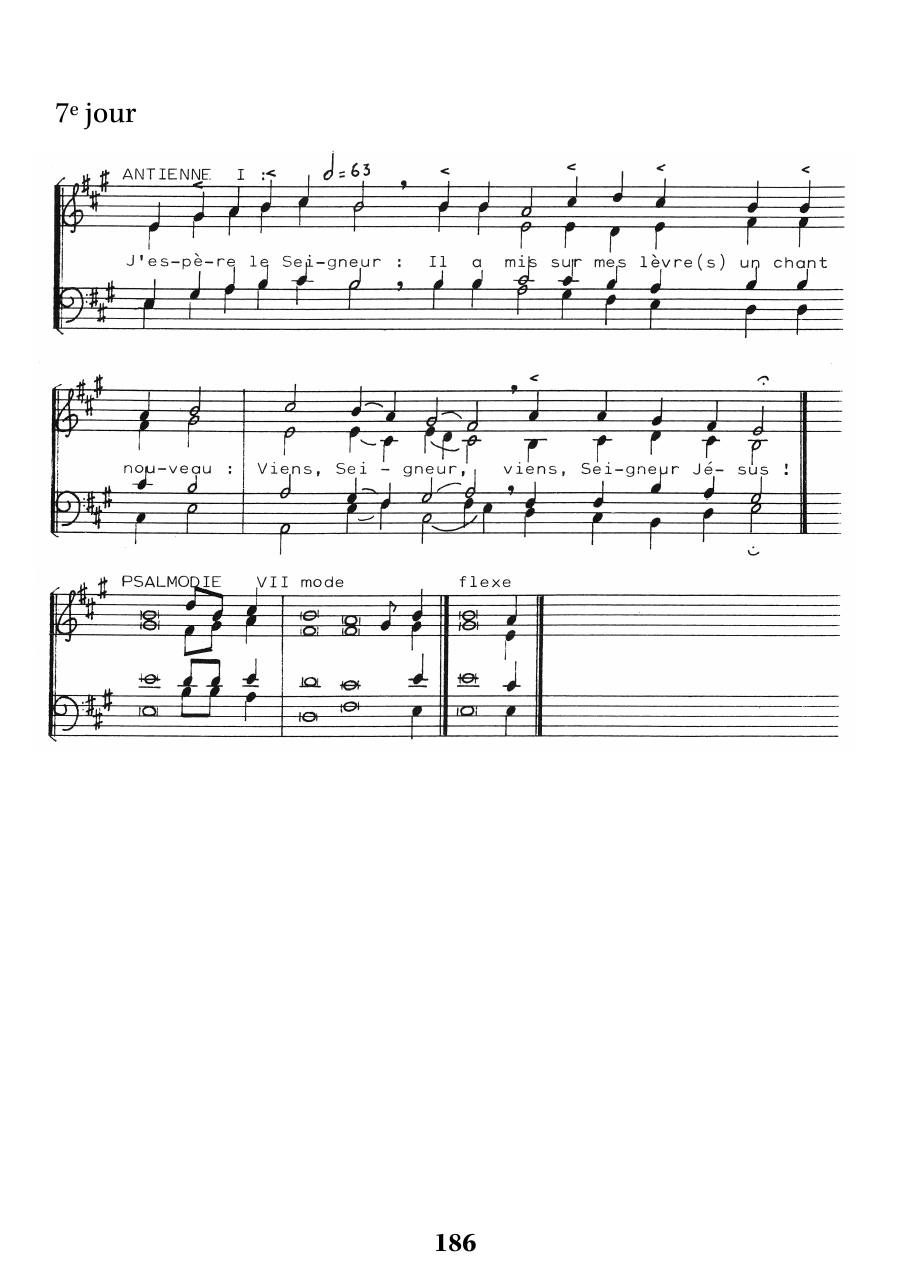 7e jour
ANTIENNE I : 𝅗𝅥 = 63
J'es-pè-re le Sei-gneur : Il a mis sur mes lèvre(s) un chant
nou-veau : Viens, Sei - gneur, viens, Sei-gneur Jé- sus !
PSALMODIE VII mode flexe
186